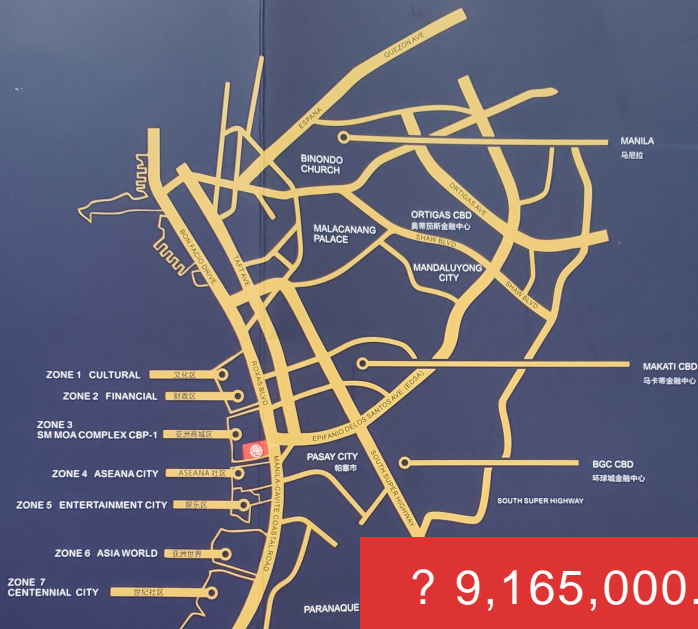 QUEZON AVE
ESPANA
MANILA
马尼拉
BINONDO
CHURCH
ORTIGAS AVE
ORTIGAS CBD
奥蒂茄斯金融中心
MALACANANG
PALACE
SHAW BLVD
BONIFACIO DRIVE
TAFT AVE
MANDALUYONG
CITY
SHAW BLVD
ZONE 1 CULTURAL
文化区
ROXAS BLVD
MAKATI CBD
马卡蒂金融中心
ZONE 2 FINANCIAL
财政区
EPIFANIO DELOS SANTOS AVE. (EDSA)
ZONE 3
SM MOA COMPLEX CBP-1
亚洲商城区
PASAY CITY
帕塞市
BGC CBD
环球城金融中心
ZONE 4 ASEANA CITY
ASEANA 社区
MANILA-CAVITE COASTAL ROAD
SOUTH SUPER HIGHWAY
SOUTH SUPER HIGHWAY
ZONE 5 ENTERTAINMENT CITY
娱乐区
ZONE 6 ASIA WORLD
亚洲世界
ZONE 7
CENTENNIAL CITY
世纪社区
PARANAQUE
? 9,165,000.